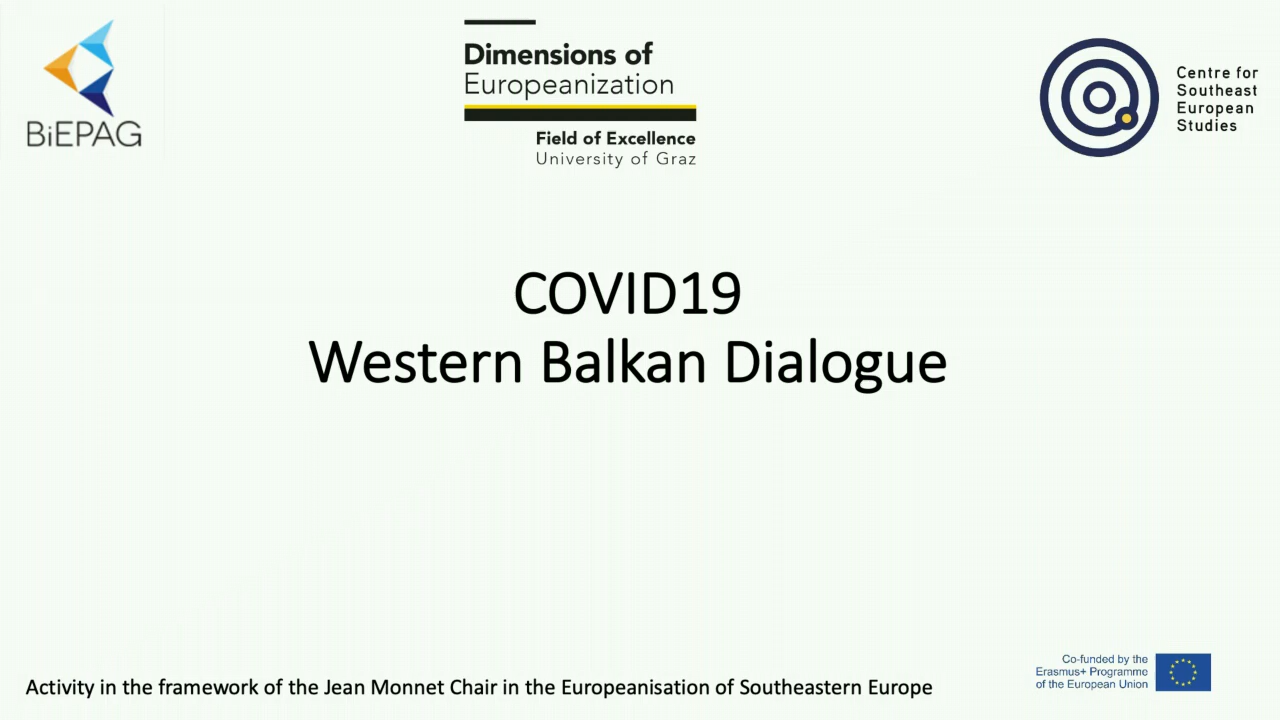 BiEPAG
Dimensions of
Europeanization
Field of Excellence
University of Graz
Centre for
Southeast
European
Studies
COVID19
Western Balkan Dialogue
Activity in the framework of the Jean Monnet Chair in the Europeanisation of Southeastern Europe
Co-funded by the
Erasmus+ Programme
of the European Union